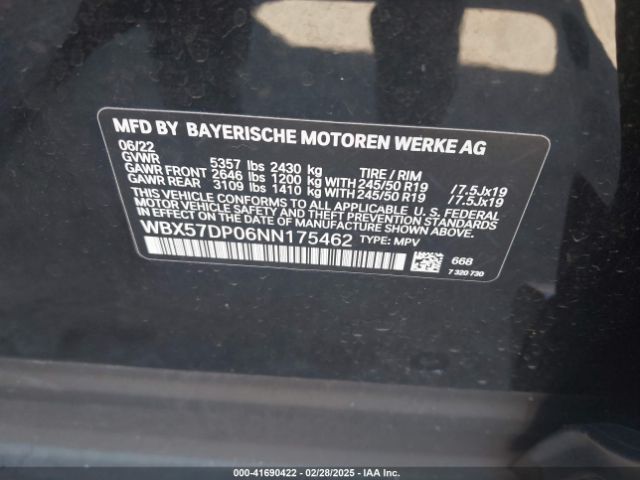 MFD BY BAYERISCHE MOTOREN WERKE AG
06/22
GVWR 5357 lbs 2430 kg TIRE / RIM
GAWR FRONT 2646 lbs 1200 kg WITH 245/50 R19 /7.5Jx19
GAWR REAR 3109 lbs 1410 kg WITH 245/50 R19 /7.5Jx19
THIS VEHICLE CONFORMS TO ALL APPLICABLE U. S. FEDERAL
MOTOR VEHICLE SAFETY, BUMPER, AND THEFT PREVENTION
STANDARDS IN EFFECT ON THE DATE OF MANUFACTURE SHOWN ABOVE.
WBX57DP06NN175462 TYPE: MPV
668
7 320 730
00-41690422 | 02/28/2025 | IAA Inc.